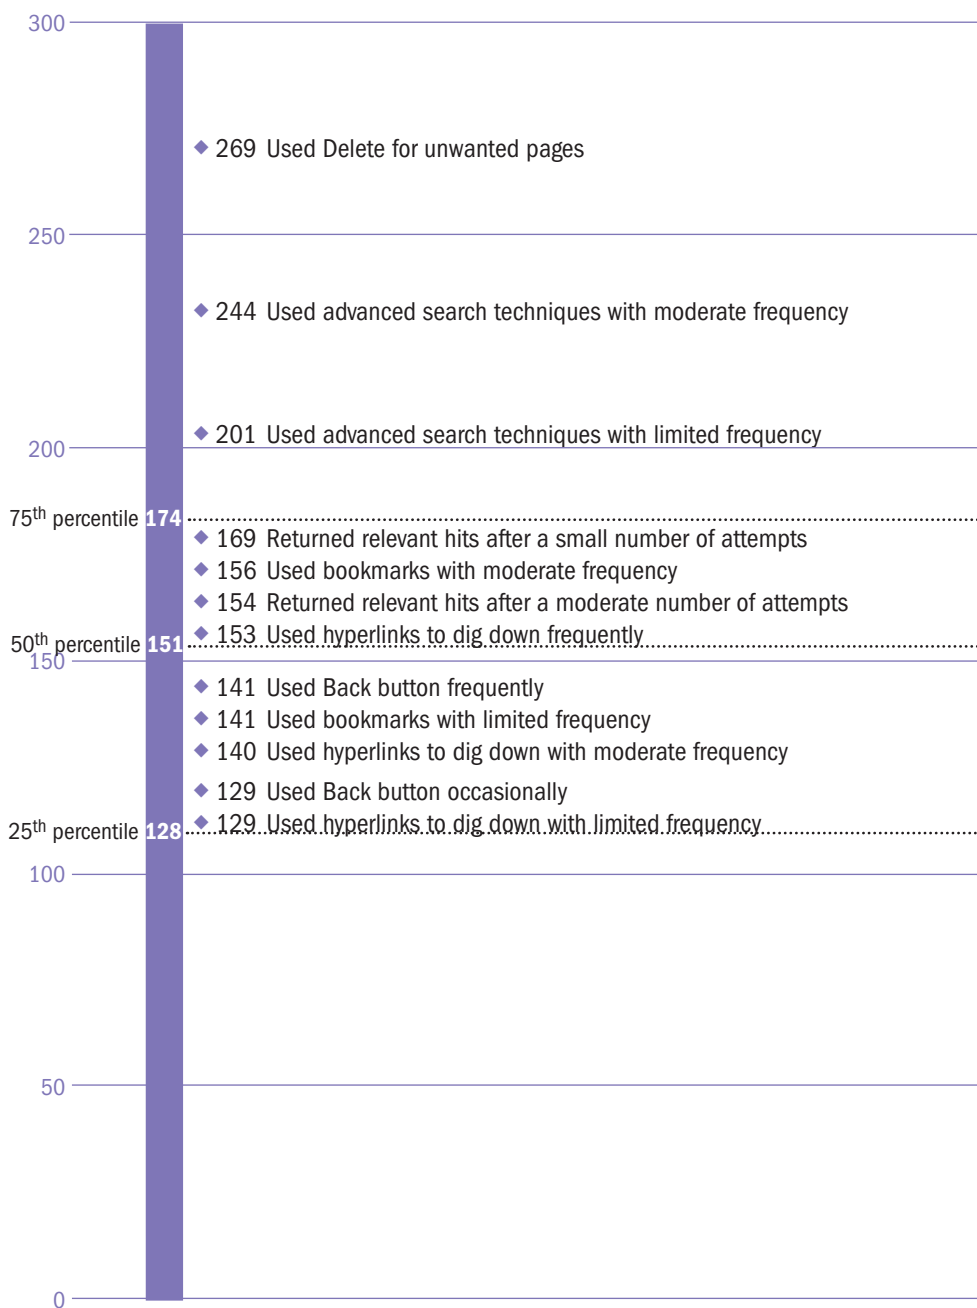 300
269 Used Delete for unwanted pages
250
244 Used advanced search techniques with moderate frequency
201 Used advanced search techniques with limited frequency
200
75th percentile 174
169 Returned relevant hits after a small number of attempts
156 Used bookmarks with moderate frequency
154 Returned relevant hits after a moderate number of attempts
153 Used hyperlinks to dig down frequently
50th percentile 151
150
141 Used Back button frequently
141 Used bookmarks with limited frequency
140 Used hyperlinks to dig down with moderate frequency
129 Used Back button occasionally
129 Used hyperlinks to dig down with limited frequency
25th percentile 128
100
50
0